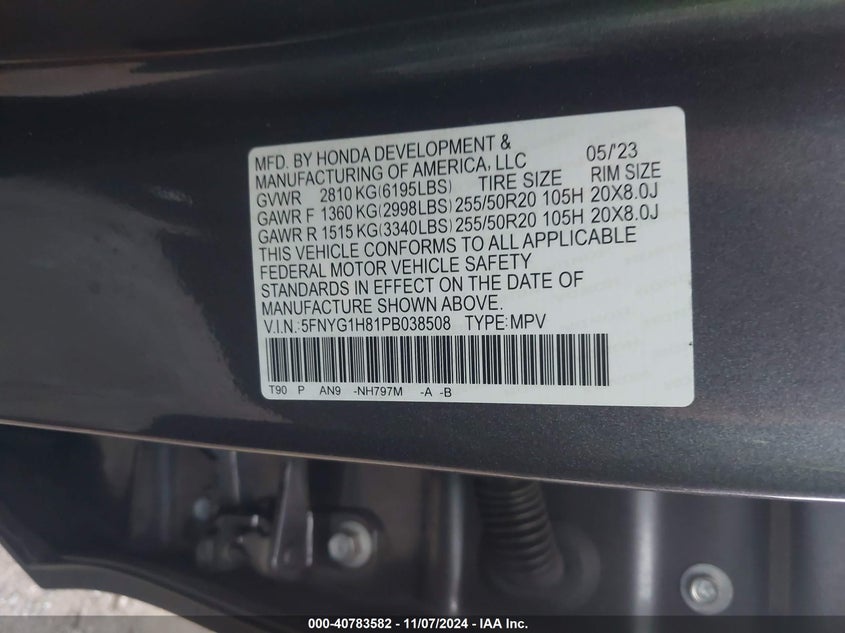 MFD. BY HONDA DEVELOPMENT &
MANUFACTURING OF AMERICA, LLC 05/'23
GVWR 2810 KG(6195LBS) TIRE SIZE RIM SIZE
GAWR F 1360 KG(2998LBS) 255/50R20 105H 20X8.0J
GAWR R 1515 KG(3340LBS) 255/50R20 105H 20X8.0J
THIS VEHICLE CONFORMS TO ALL APPLICABLE
FEDERAL MOTOR VEHICLE SAFETY
STANDARDS IN EFFECT ON THE DATE OF
MANUFACTURE SHOWN ABOVE.
V.I.N.:5FNYG1H81PB038508 TYPE:MPV
T90 P AN9 -NH797M -A -B
000-40783582 - 11/07/2024 - IAA Inc.